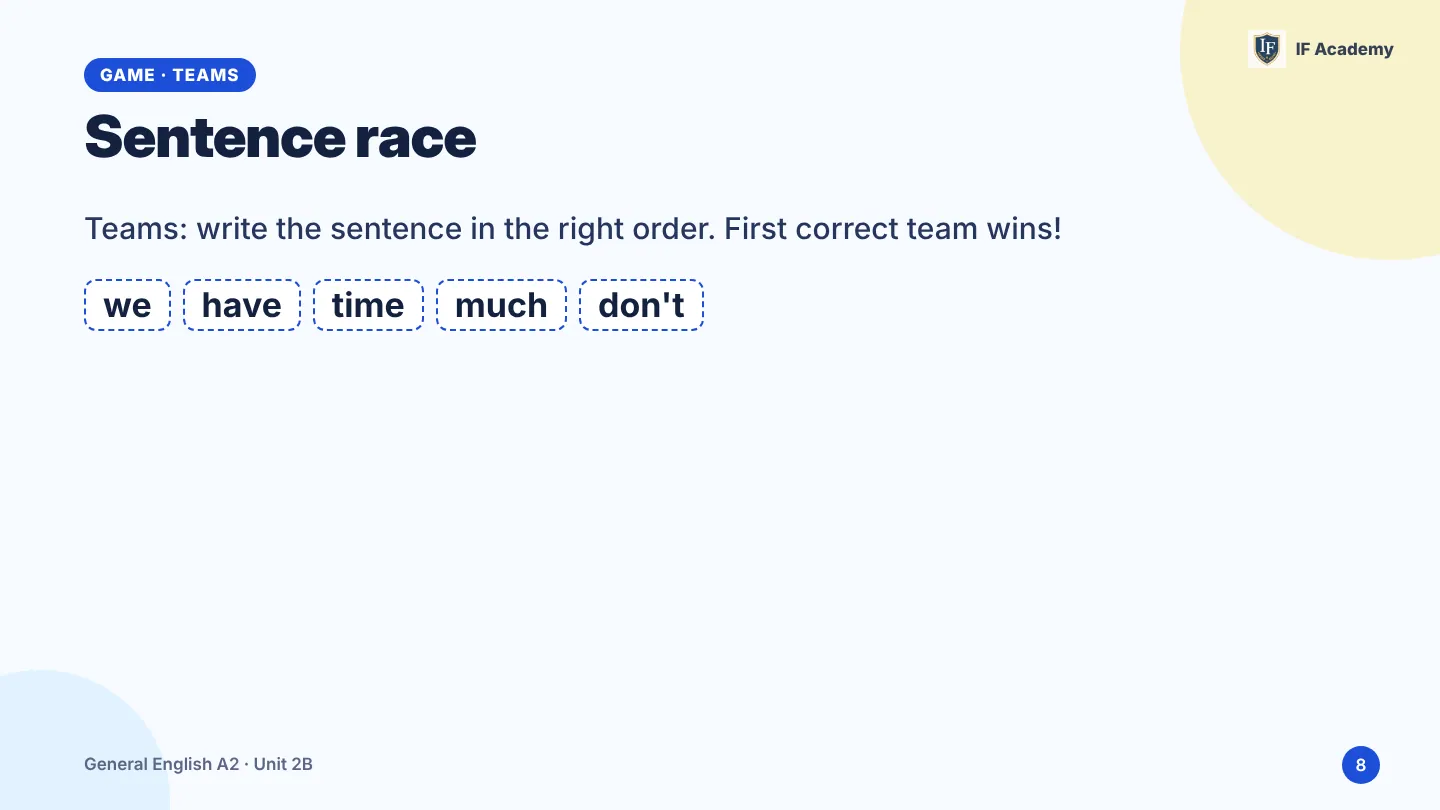 IF
IF Academy
GAME · TEAMS
Sentence race
Teams: write the sentence in the right order. First correct team wins!
we have time much don't
General English A2 · Unit 2B
8